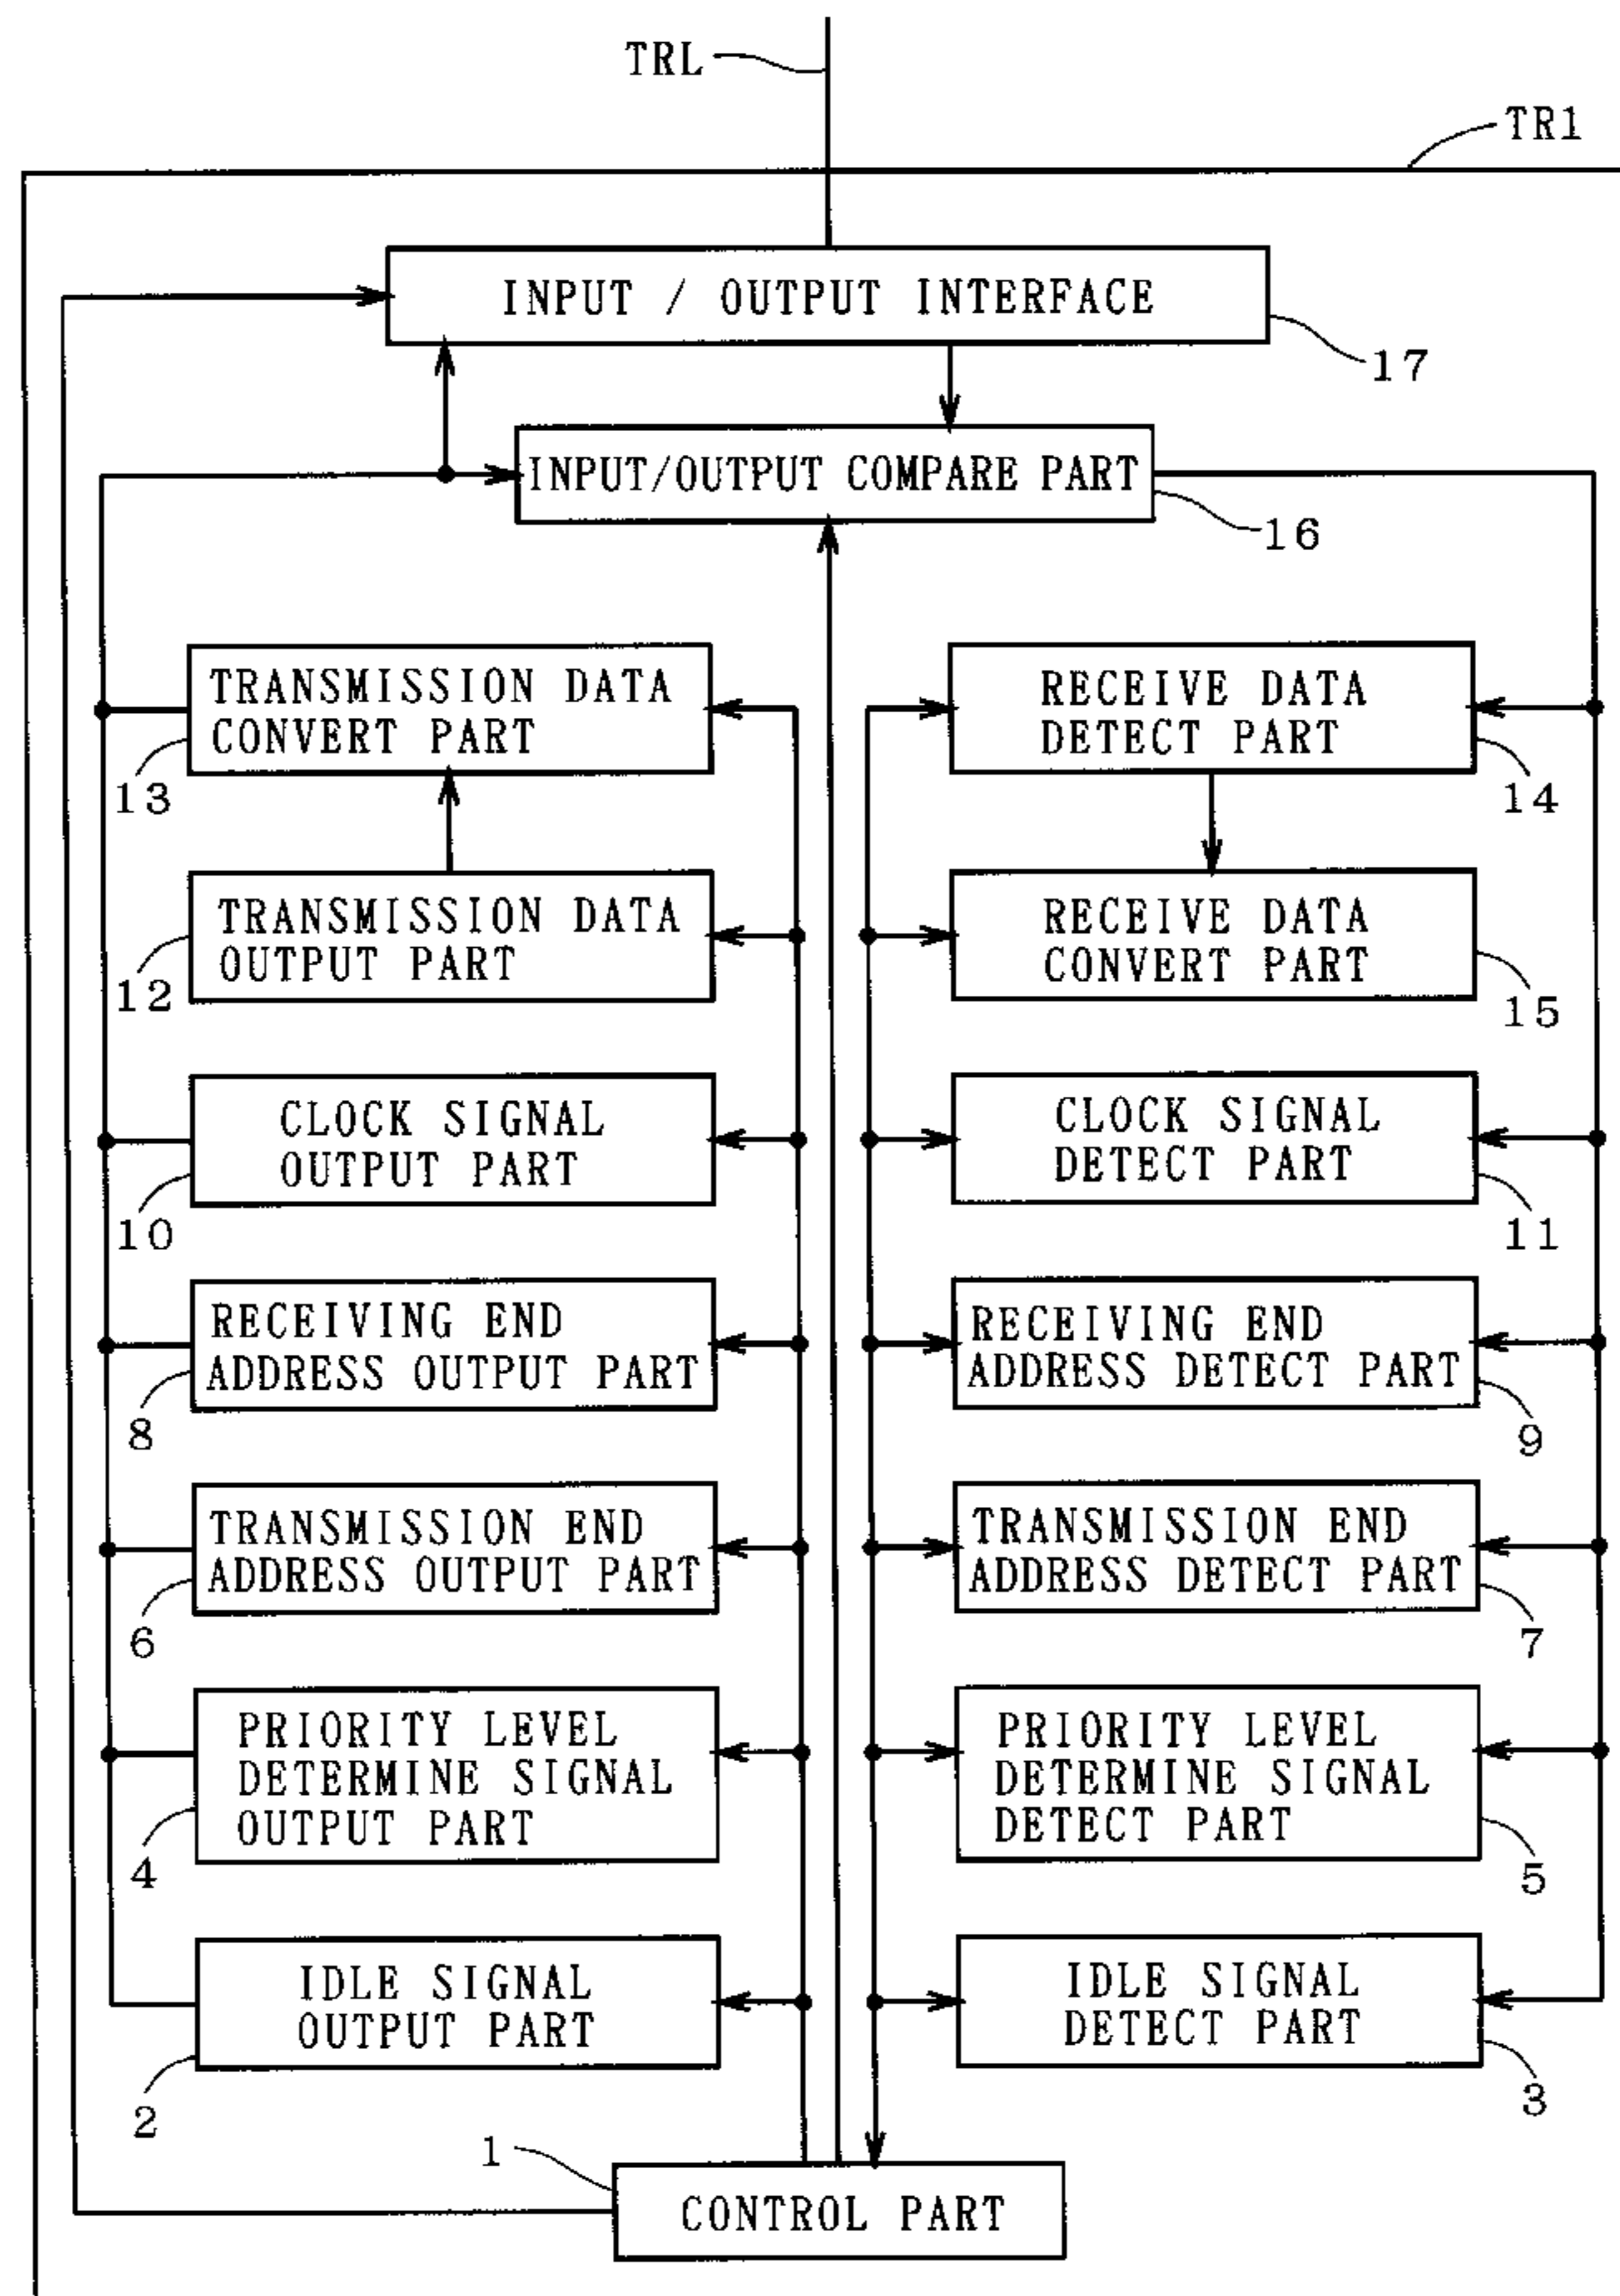 TRL
TR1
INPUT / OUTPUT INTERFACE
17
INPUT/OUTPUT COMPARE PART
16
TRANSMISSION DATA
CONVERT PART
13
RECEIVE DATA
DETECT PART
14
TRANSMISSION DATA
OUTPUT PART
12
RECEIVE DATA
CONVERT PART
15
CLOCK SIGNAL
OUTPUT PART
10
CLOCK SIGNAL
DETECT PART
11
RECEIVING END
ADDRESS OUTPUT PART
8
RECEIVING END
ADDRESS DETECT PART
9
TRANSMISSION END
ADDRESS OUTPUT PART
6
TRANSMISSION END
ADDRESS DETECT PART
7
PRIORITY LEVEL
DETERMINE SIGNAL
OUTPUT PART
4
PRIORITY LEVEL
DETERMINE SIGNAL
DETECT PART
5
IDLE SIGNAL
OUTPUT PART
2
IDLE SIGNAL
DETECT PART
3
1
CONTROL PART